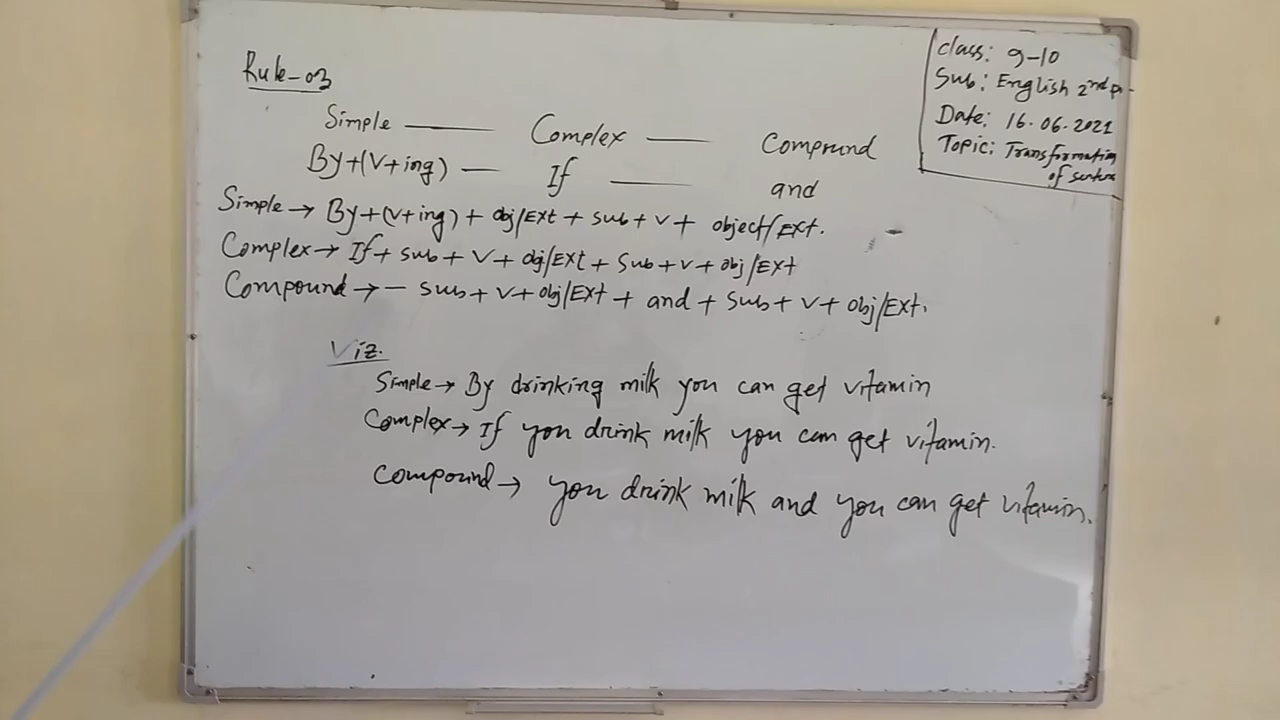 Rule-03
Simple —— Complex —— Compound
By+(V+ing) — If —— and
Simple → By+(V+ing) + obj/Ext + sub + v + object/Ext.
Complex → If + sub + V + obj/Ext + Sub + v + obj/Ext
Compound → – sub + v + obj/Ext + and + sub + v + obj/Ext.
Viz.
Simple → By drinking milk you can get vitamin
Complex → If you drink milk you can get vitamin.
Compound → you drink milk and you can get vitamin.
class: 9-10
Sub: English 2nd p.
Date: 16.06.2021
Topic: Transformation
of